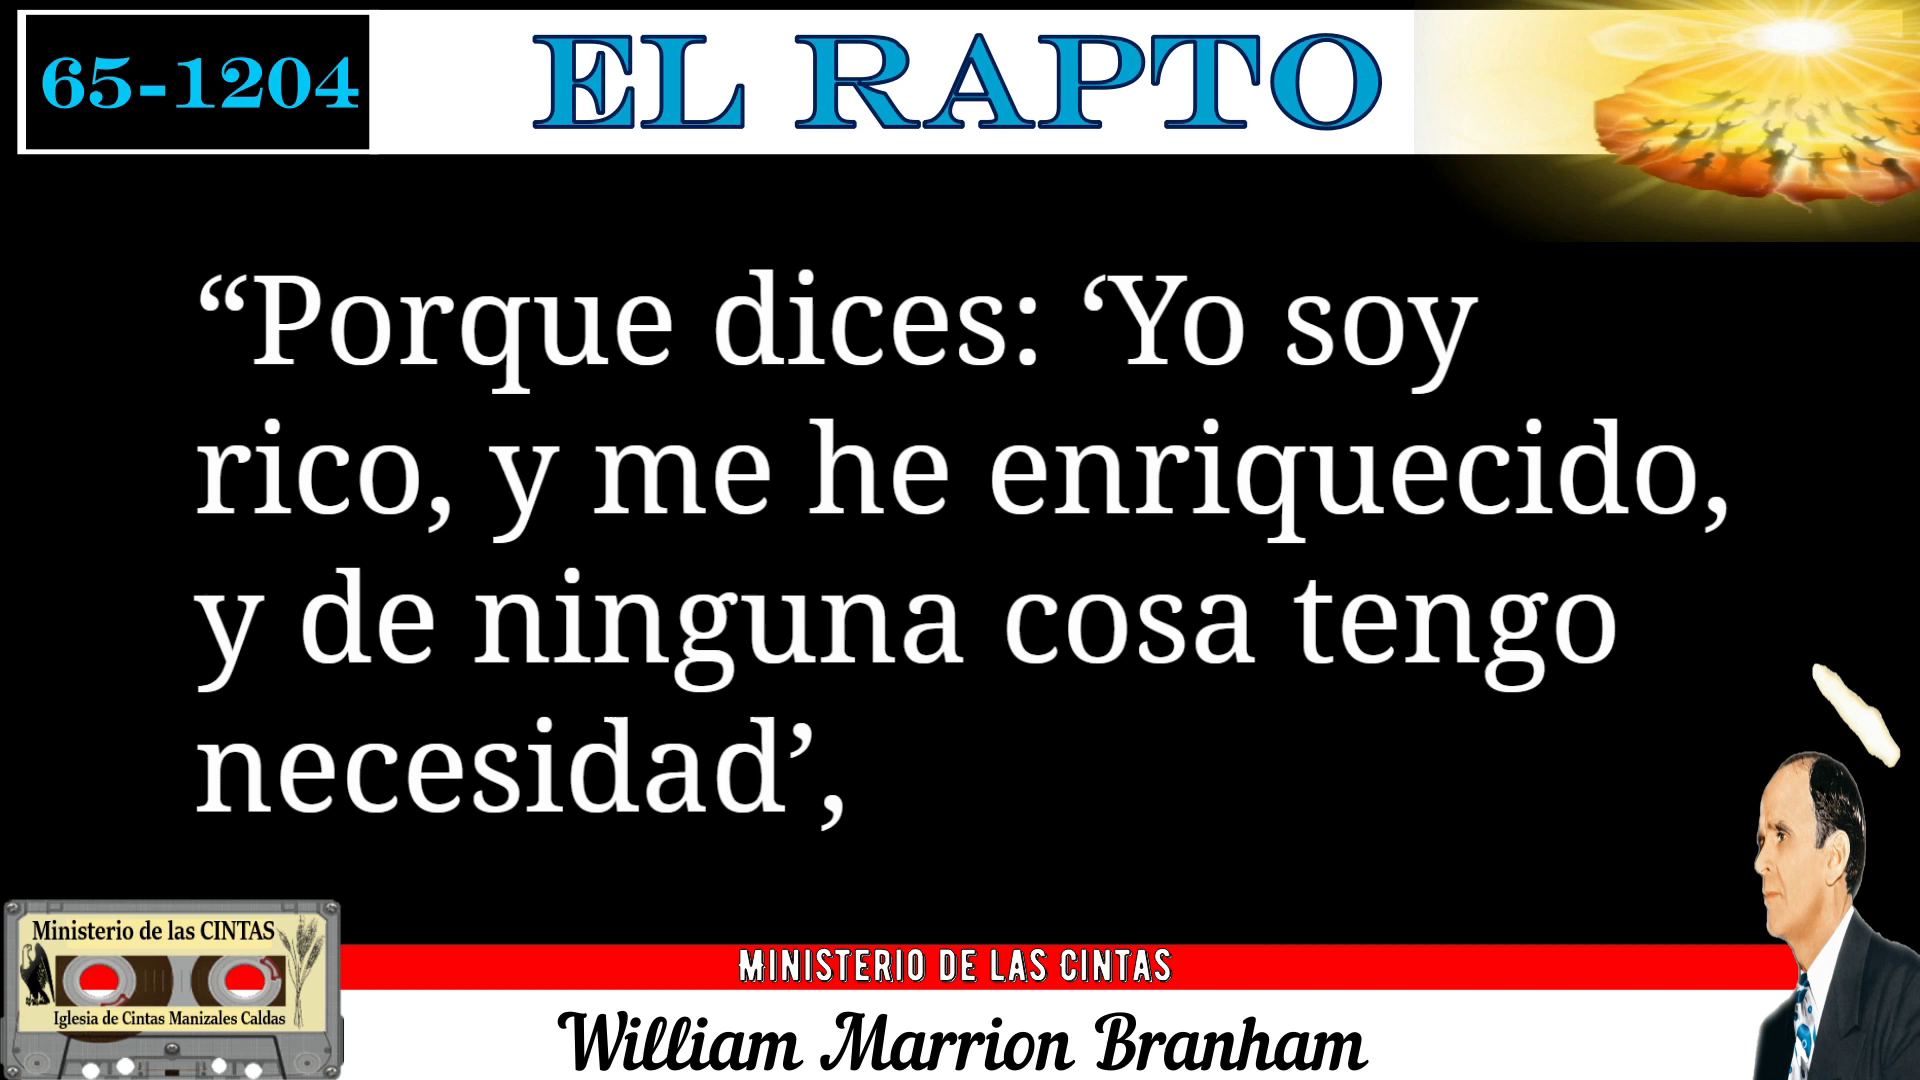 65-1204
EL RAPTO
“Porque dices: ‘Yo soy
rico, y me he enriquecido,
y de ninguna cosa tengo
necesidad’,
Ministerio de las CINTAS
Iglesia de Cintas Manizales Caldas
MINISTERIO DE LAS CINTAS
William Marrion Branham